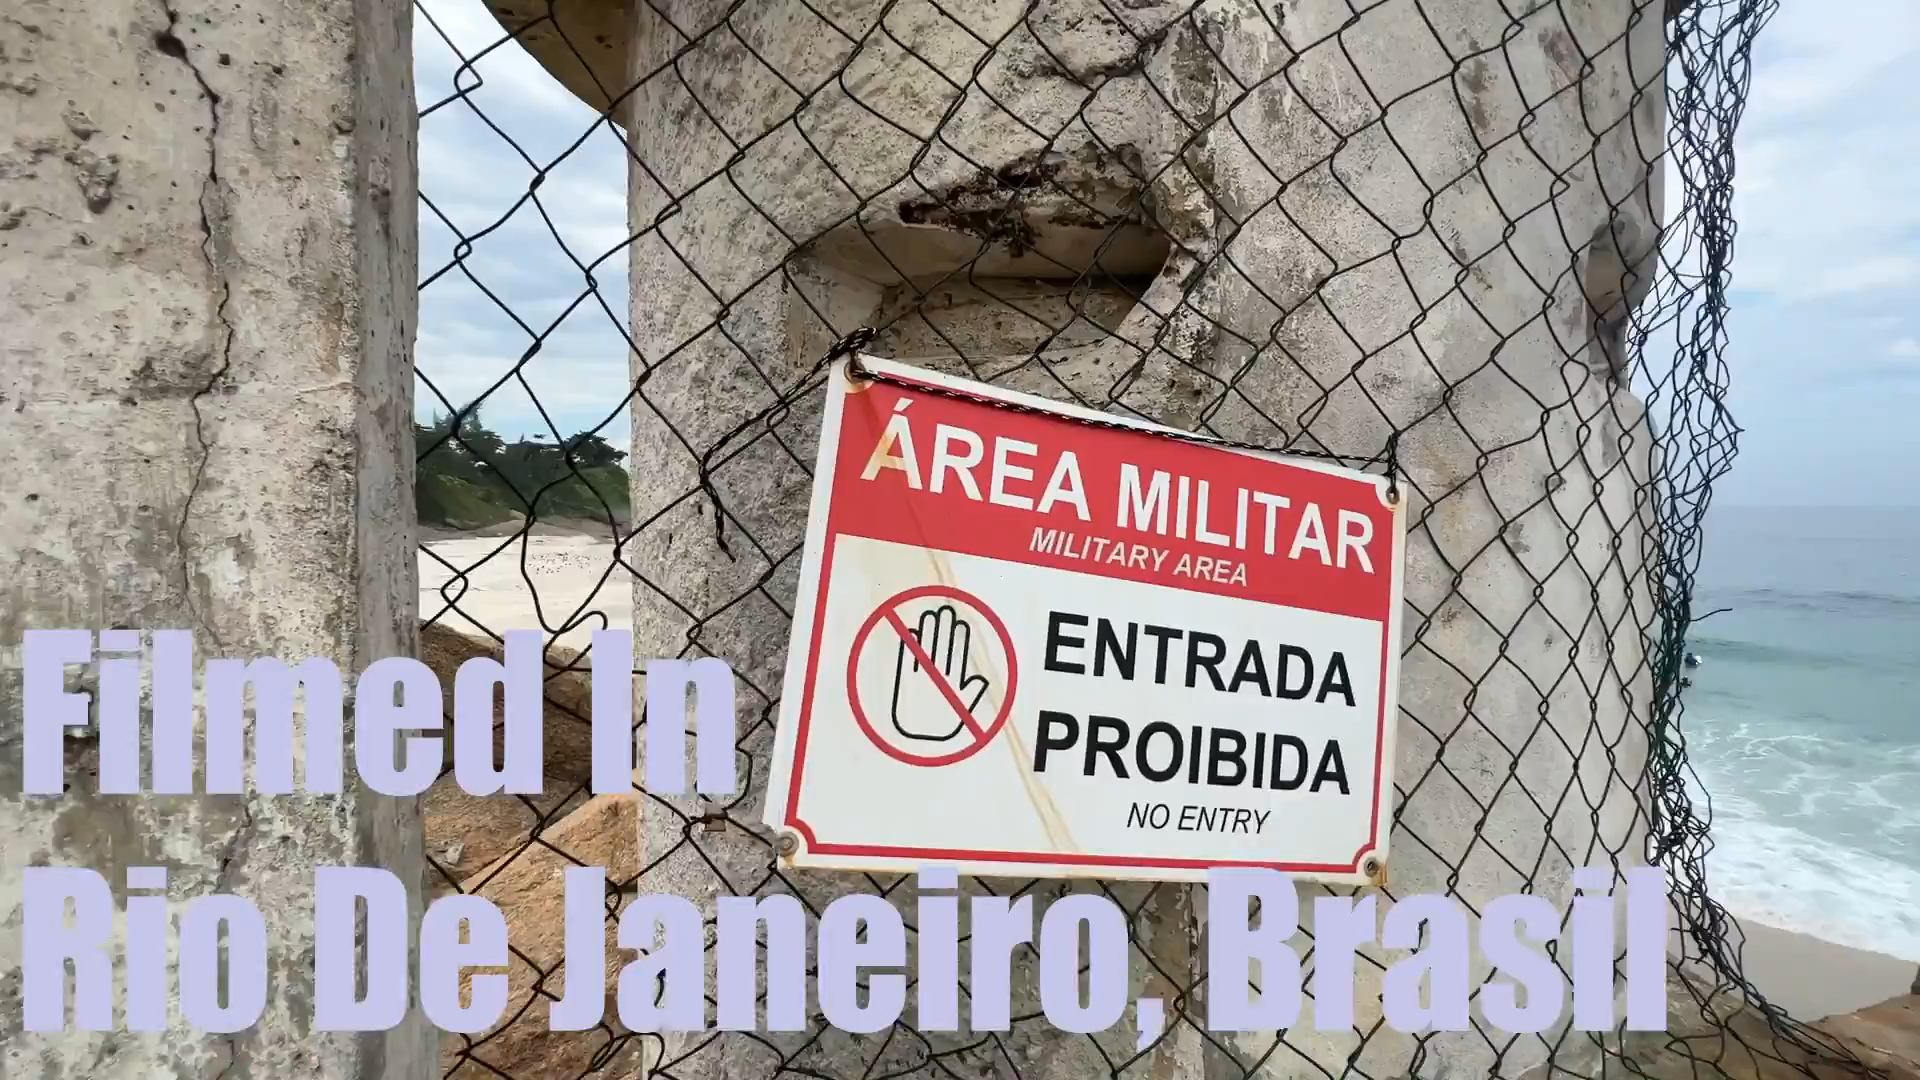 ÁREA MILITAR
MILITARY AREA
ENTRADA
PROIBIDA
NO ENTRY
Filmed In
Rio De Janeiro, Brasil